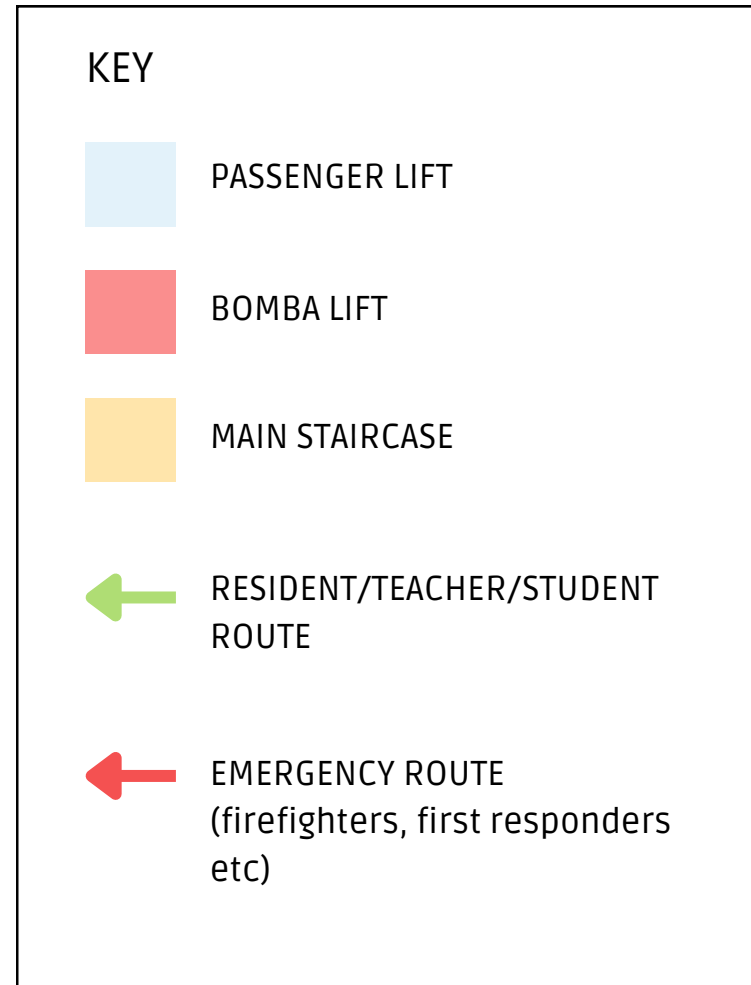 KEY
PASSENGER LIFT
BOMBA LIFT
MAIN STAIRCASE
RESIDENT/TEACHER/STUDENT
ROUTE
EMERGENCY ROUTE
(firefighters, first responders
etc)